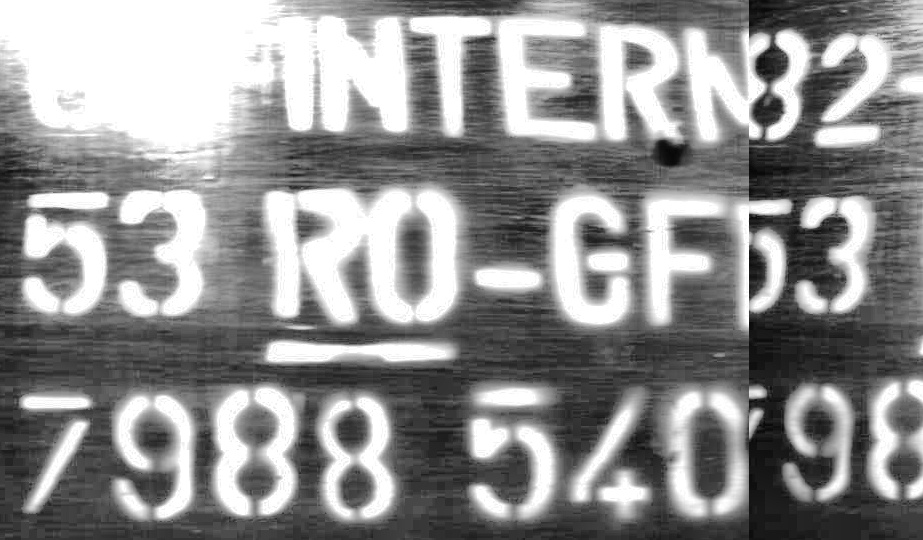 INTERN 82-
53 RO-GF 53
7988 540 98